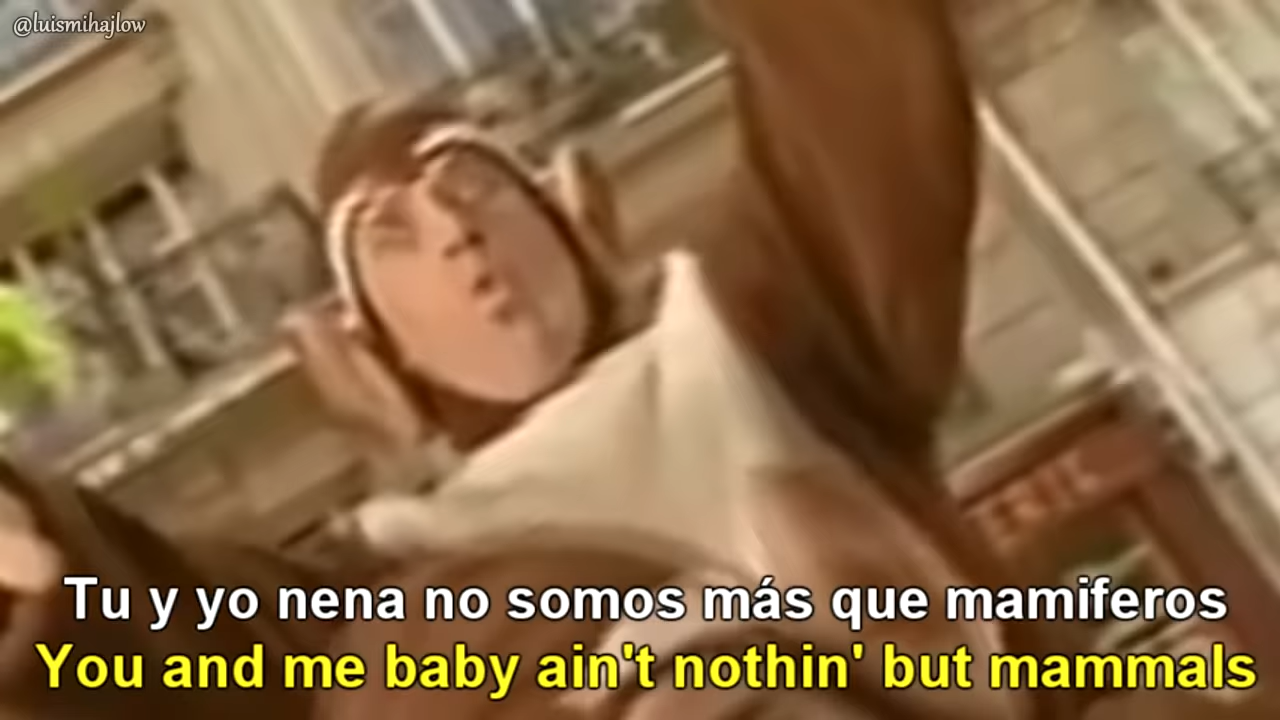 @luismihajlow
Tu y yo nena no somos más que mamiferos
You and me baby ain't nothin' but mammals